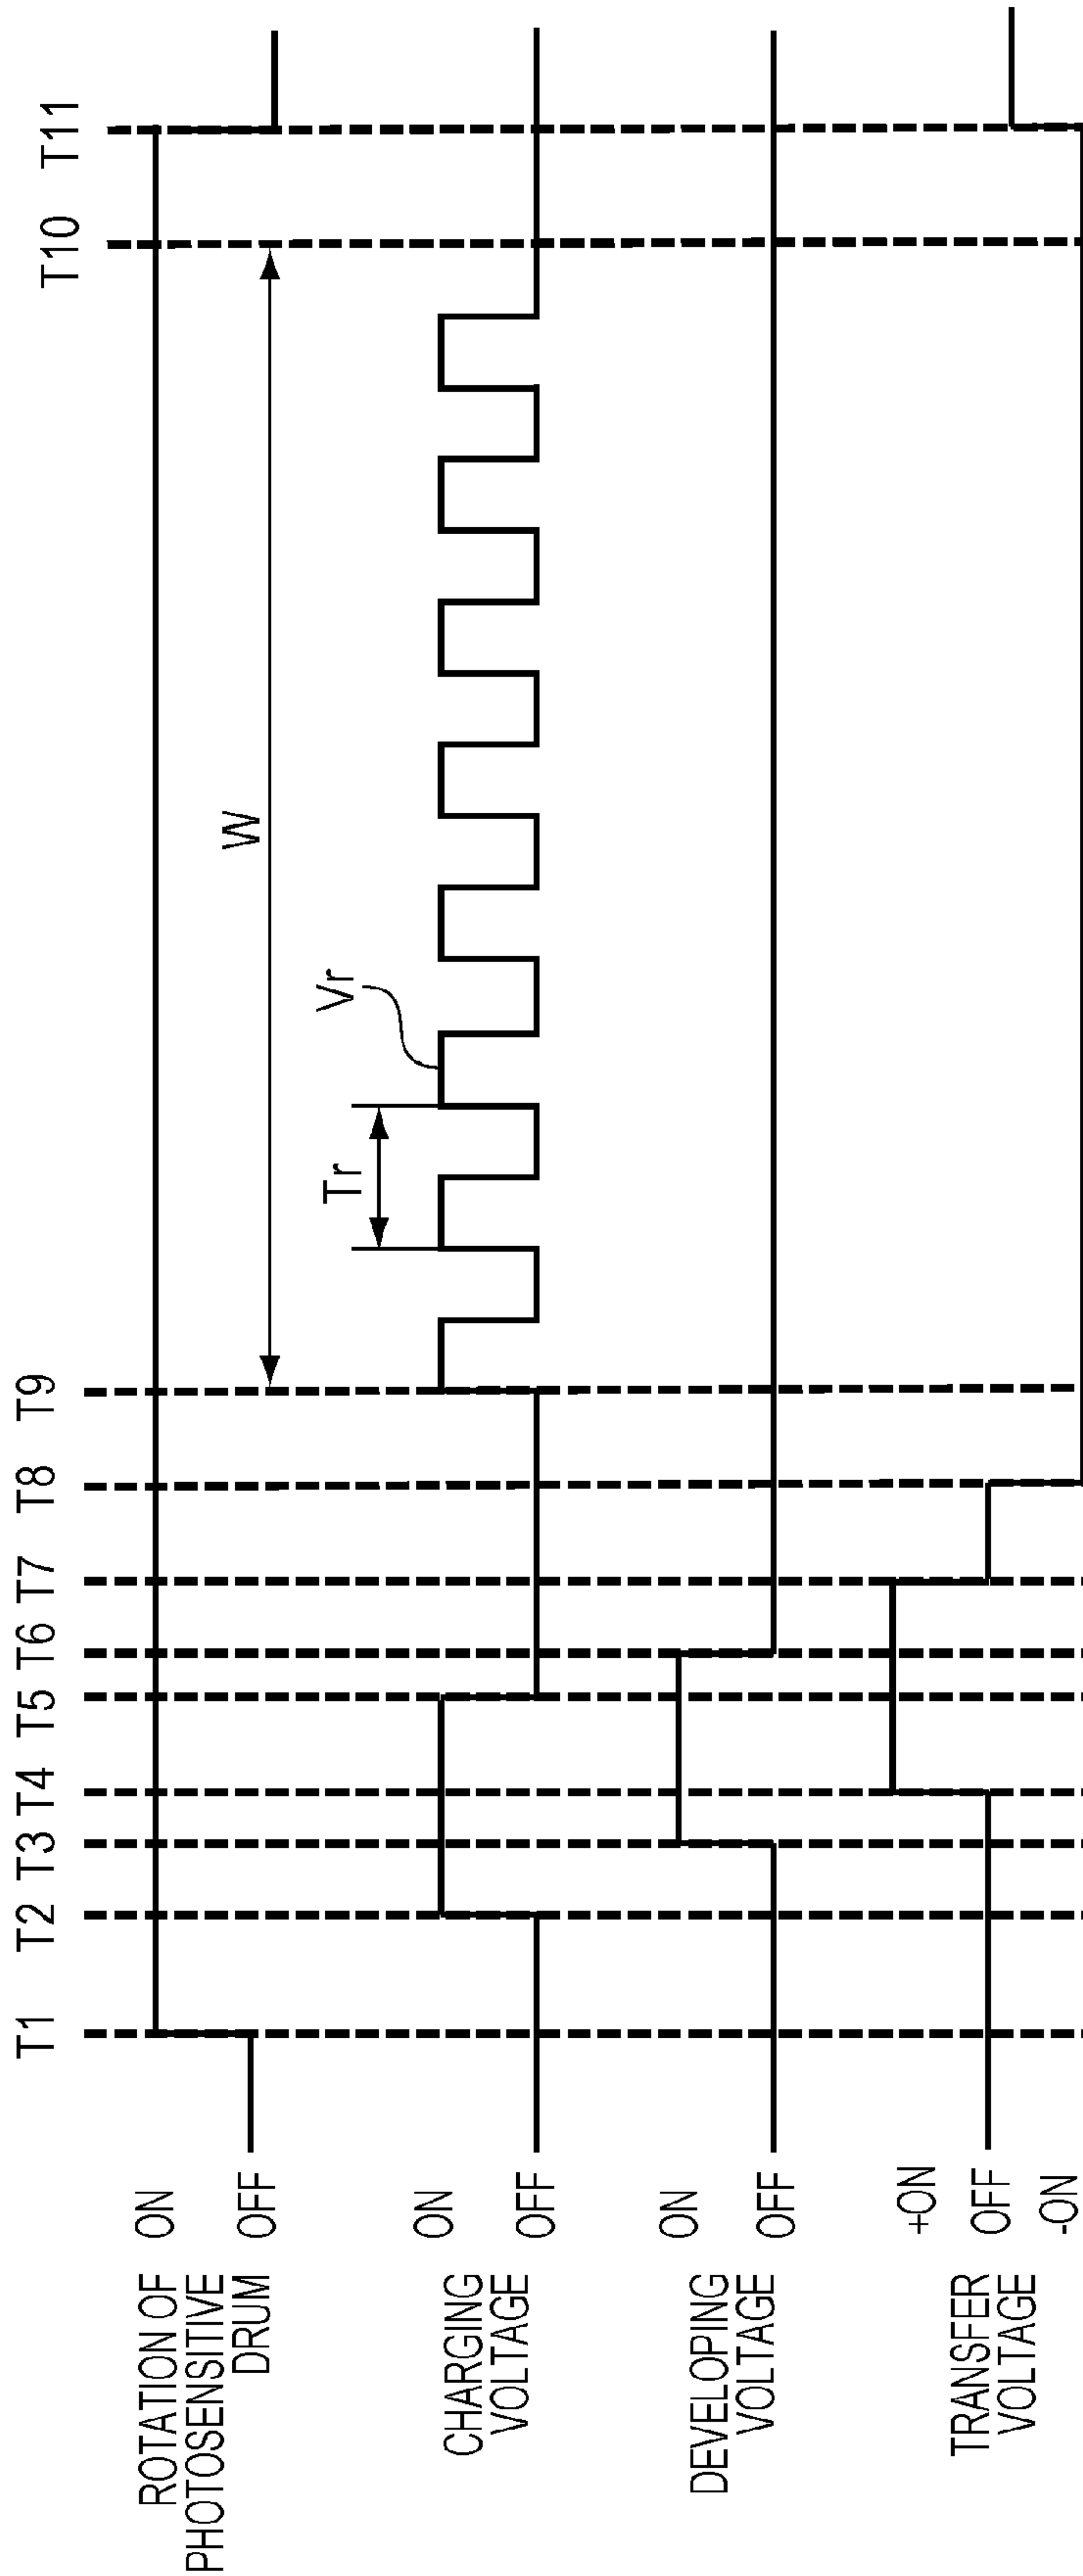 T1 T2 T3 T4 T5 T6 T7 T8 T9 T10 T11
ROTATION OF
PHOTOSENSITIVE
DRUM
ON
OFF
W
CHARGING
VOLTAGE
ON
OFF
Tr
Vr
DEVELOPING
VOLTAGE
ON
OFF
TRANSFER
VOLTAGE
+ON
OFF
-ON